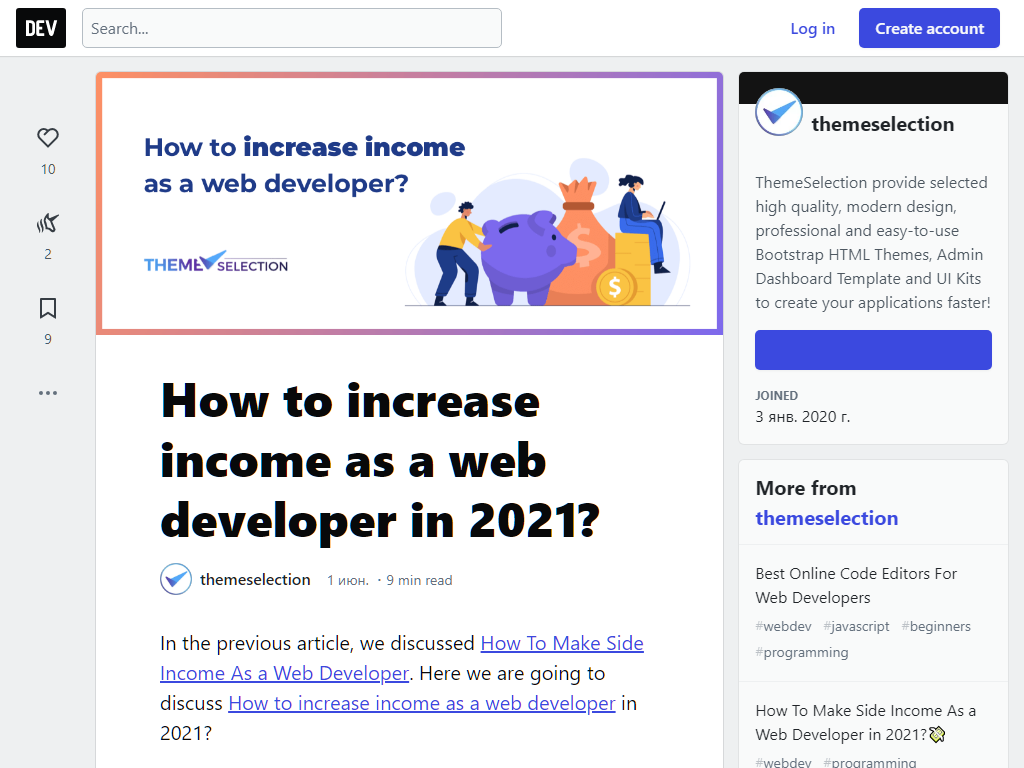 DEV
Search...
Log in
Create account
10
2
9
How to increase income
as a web developer?
THEME SELECTION
How to increase
income as a web
developer in 2021?
themeselection
1 июн. · 9 min read
In the previous article, we discussed How To Make Side
Income As a Web Developer. Here we are going to
discuss How to increase income as a web developer in
2021?
themeselection
ThemeSelection provide selected
high quality, modern design,
professional and easy-to-use
Bootstrap HTML Themes, Admin
Dashboard Template and UI Kits
to create your applications faster!
JOINED
3 янв. 2020 г.
More from
themeselection
Best Online Code Editors For
Web Developers
#webdev #javascript #beginners
#programming
How To Make Side Income As a
Web Developer in 2021?💸
#webdev #programming